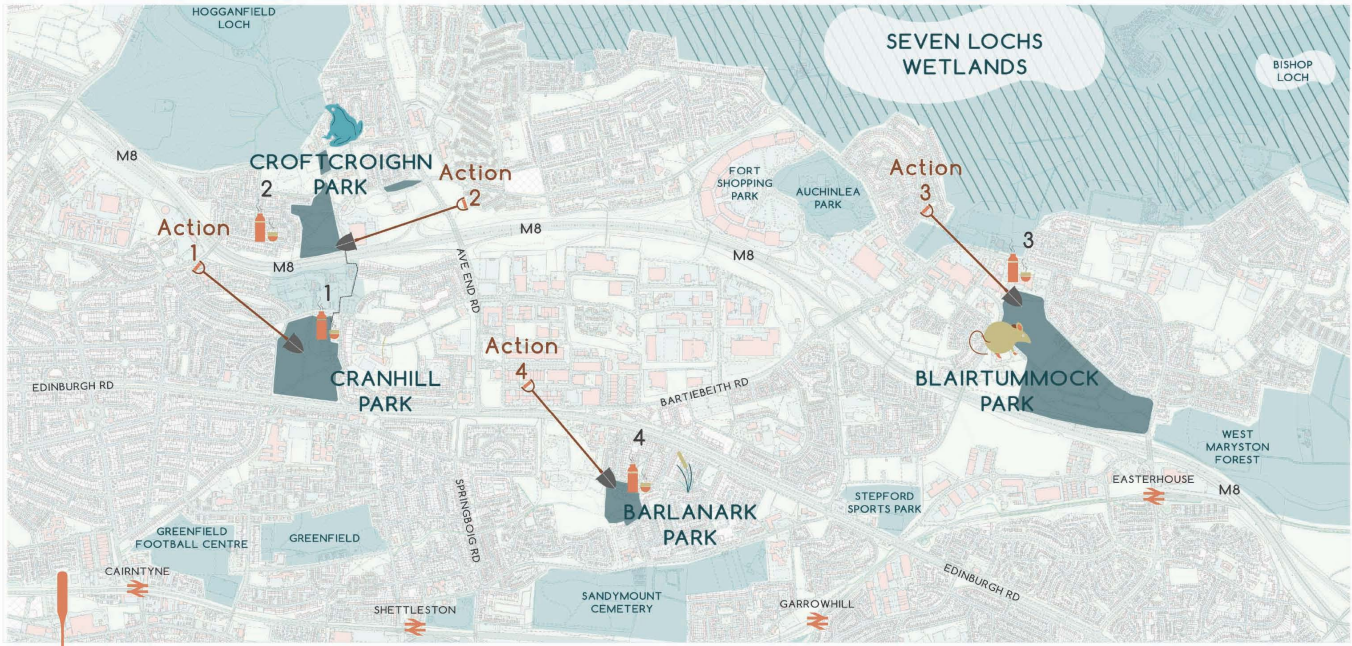 HOGGANFIELD
LOCH
SEVEN LOCHS
WETLANDS
BISHOP
LOCH
M8
CROFTCROIGHN
PARK
2
Action
2
FORT
SHOPPING
PARK
AUCHINLEA
PARK
Action
3
Action
1
M8
M8
M8
3
AVE END RD
1
Action
4
EDINBURGH RD
CRANHILL
PARK
BARTIEBEITH RD
BLAIRTUMMOCK
PARK
4
WEST
MARYSTON
FOREST
M8
EASTERHOUSE
SPRINGBOIG RD
BARLANARK
PARK
STEPFORD
SPORTS PARK
GREENFIELD
FOOTBALL CENTRE
GREENFIELD
CAIRNTYNE
EDINBURGH RD
SHETTLESTON
SANDYMOUNT
CEMETERY
GARROWHILL